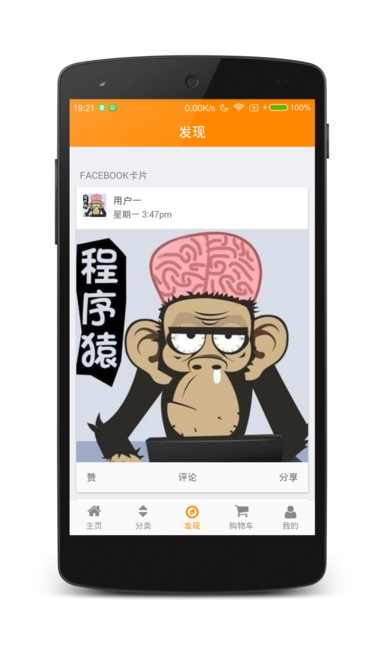 19:21 0.00K/s 100%
发现
FACEBOOK卡片
用户一
星期一 3:47pm
程序猿
赞 评论 分享
主页 分类 发现 购物车 我的